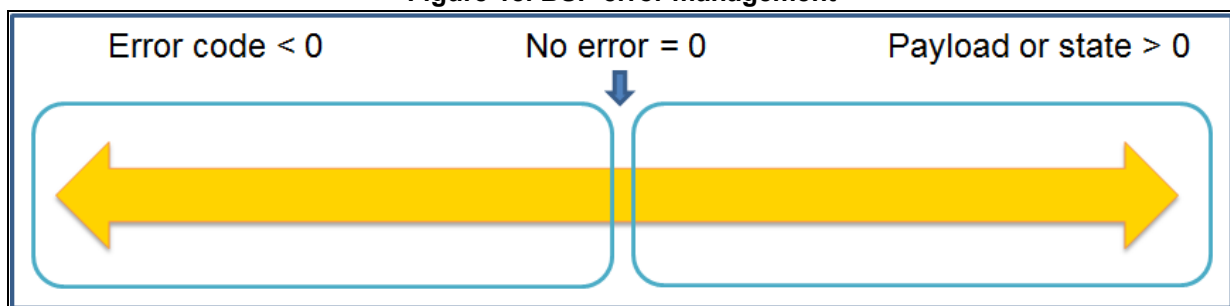 Error code < 0
No error = 0
Payload or state > 0